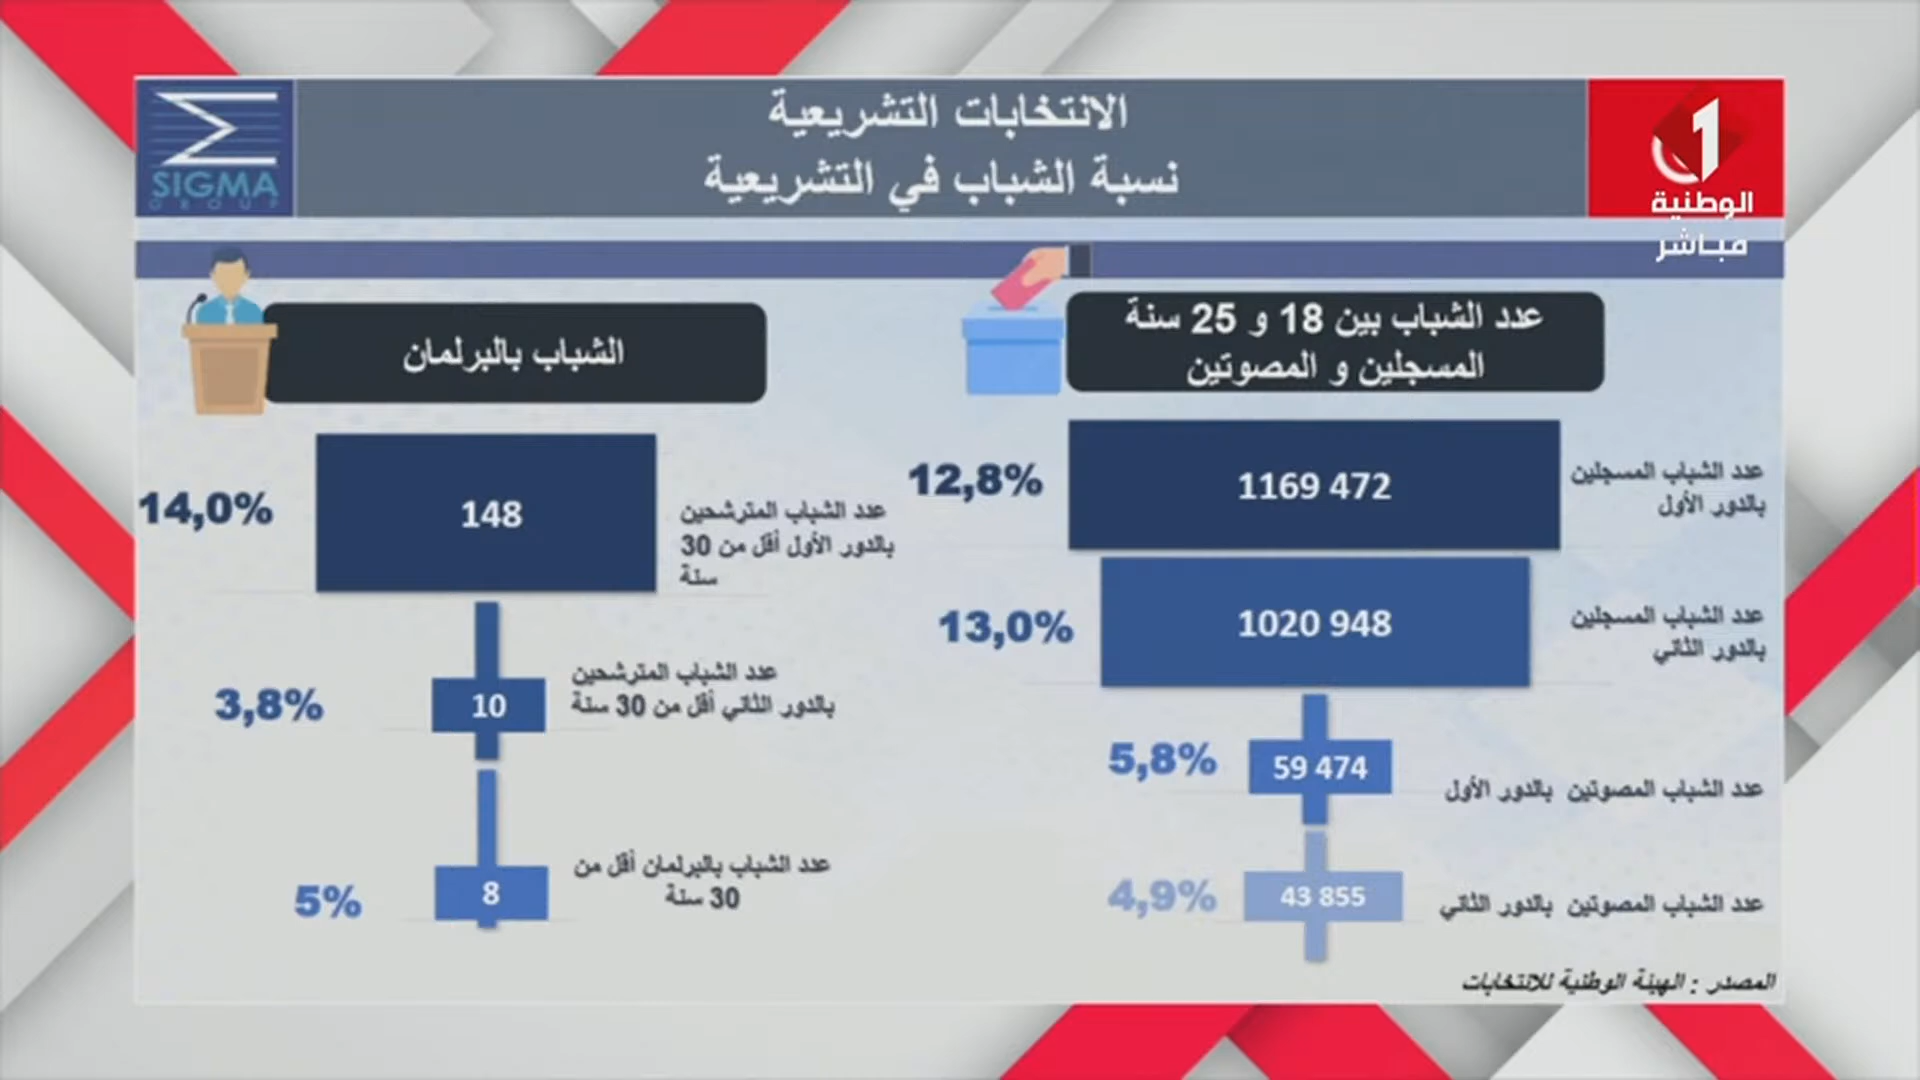 الانتخابات التشريعية
نسبة الشباب في التشريعية
SIGMA
GROUP
1
الوطنية
مباشر
عدد الشباب بين 18 و 25 سنة
المسجلين و المصوتين
عدد الشباب المسجلين
بالدور الأول
1169 472
12,8%
عدد الشباب المسجلين
بالدور الثاني
1020 948
13,0%
عدد الشباب المصوتين بالدور الأول
59 474
5,8%
عدد الشباب المصوتين بالدور الثاني
43 855
4,9%
الشباب بالبرلمان
عدد الشباب المترشحين
بالدور الأول أقل من 30
سنة
148
14,0%
عدد الشباب المترشحين
بالدور الثاني أقل من 30 سنة
10
3,8%
عدد الشباب بالبرلمان أقل من
30 سنة
8
5%
المصدر : الهيئة الوطنية للانتخابات